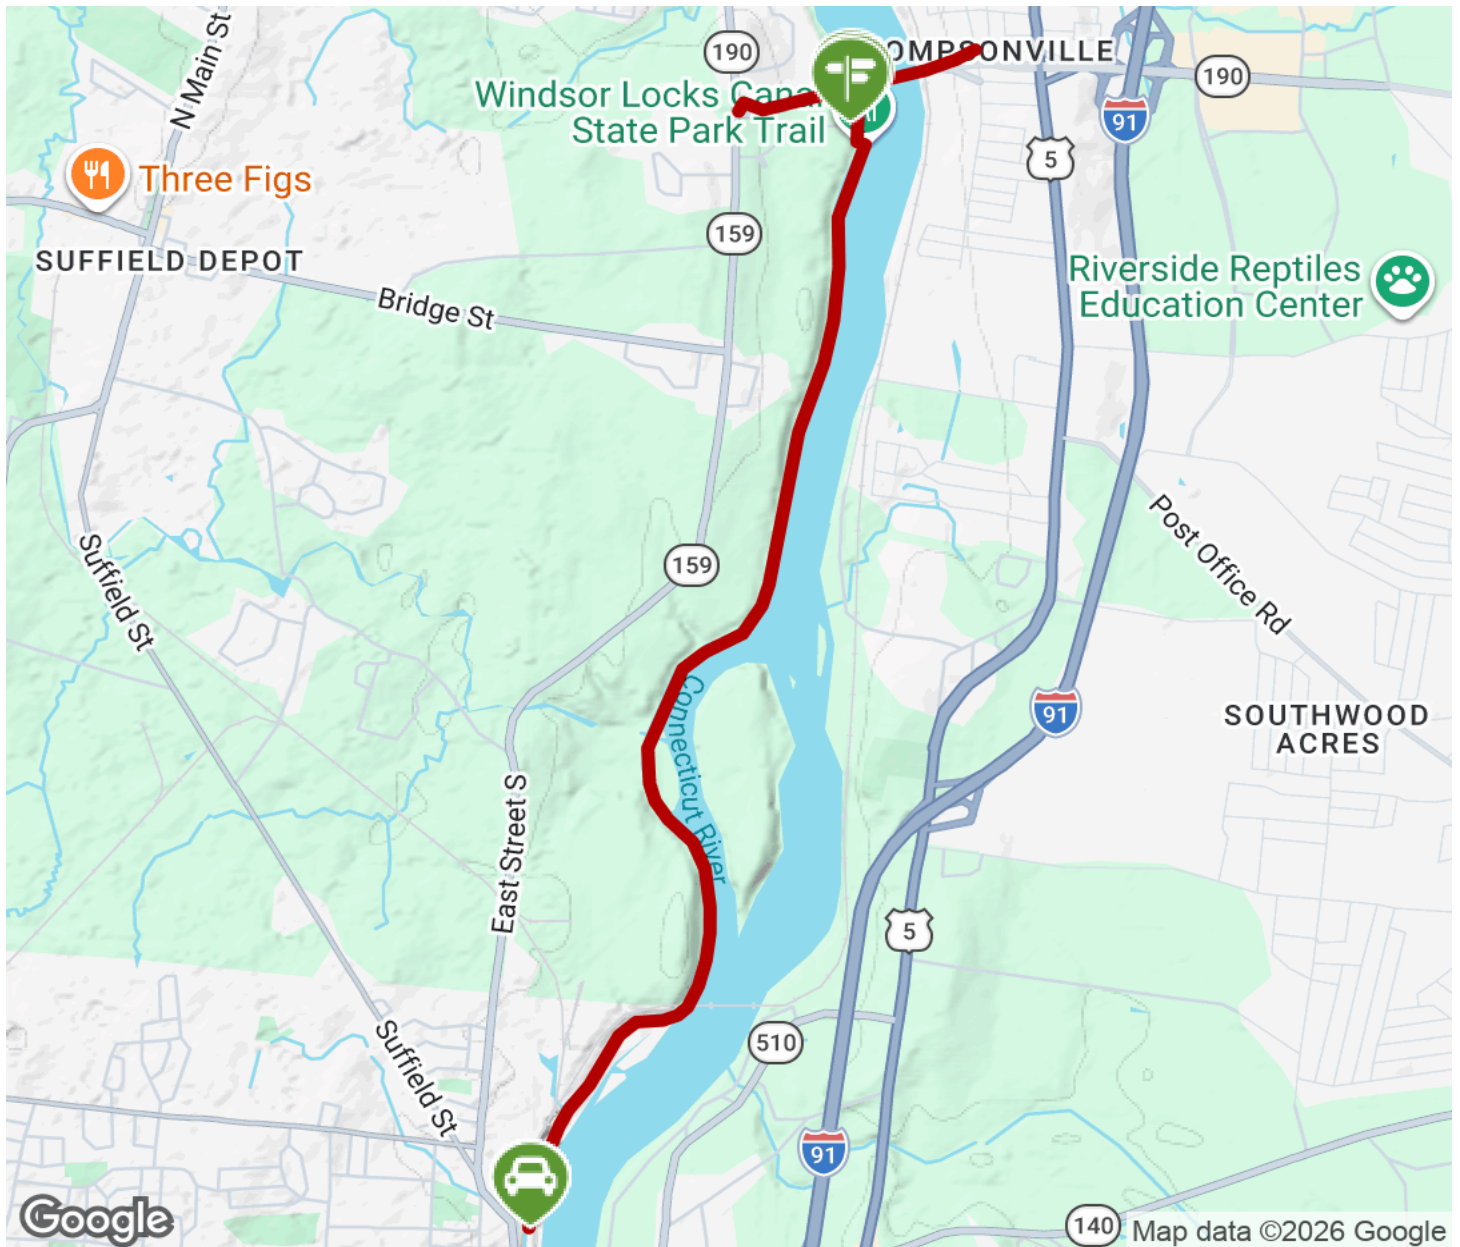 N Main St
190
OMPSONVILLE
190
Windsor Locks Canal
State Park Trail
91
5
Three Figs
159
SUFFIELD DEPOT
Riverside Reptiles
Education Center
Bridge St
159
Post Office Rd
Suffield St
Connecticut River
91
SOUTHWOOD
ACRES
East Street S
5
510
Suffield St
91
140
Google
Map data ©2026 Google